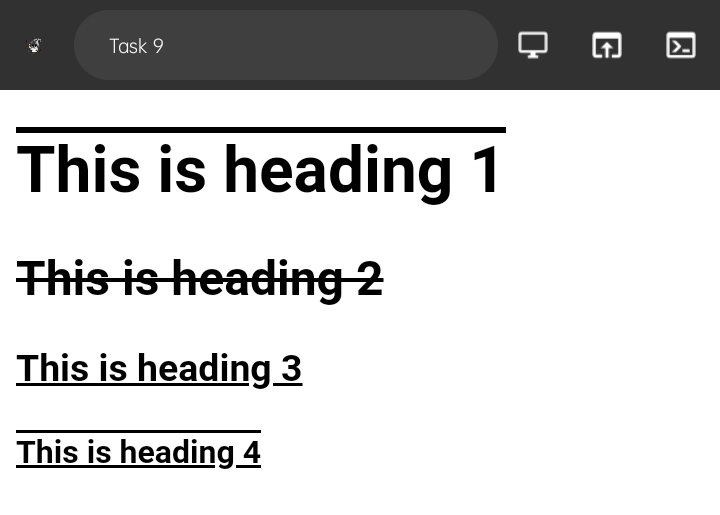 Task 9
This is heading 1
This is heading 2
This is heading 3
This is heading 4